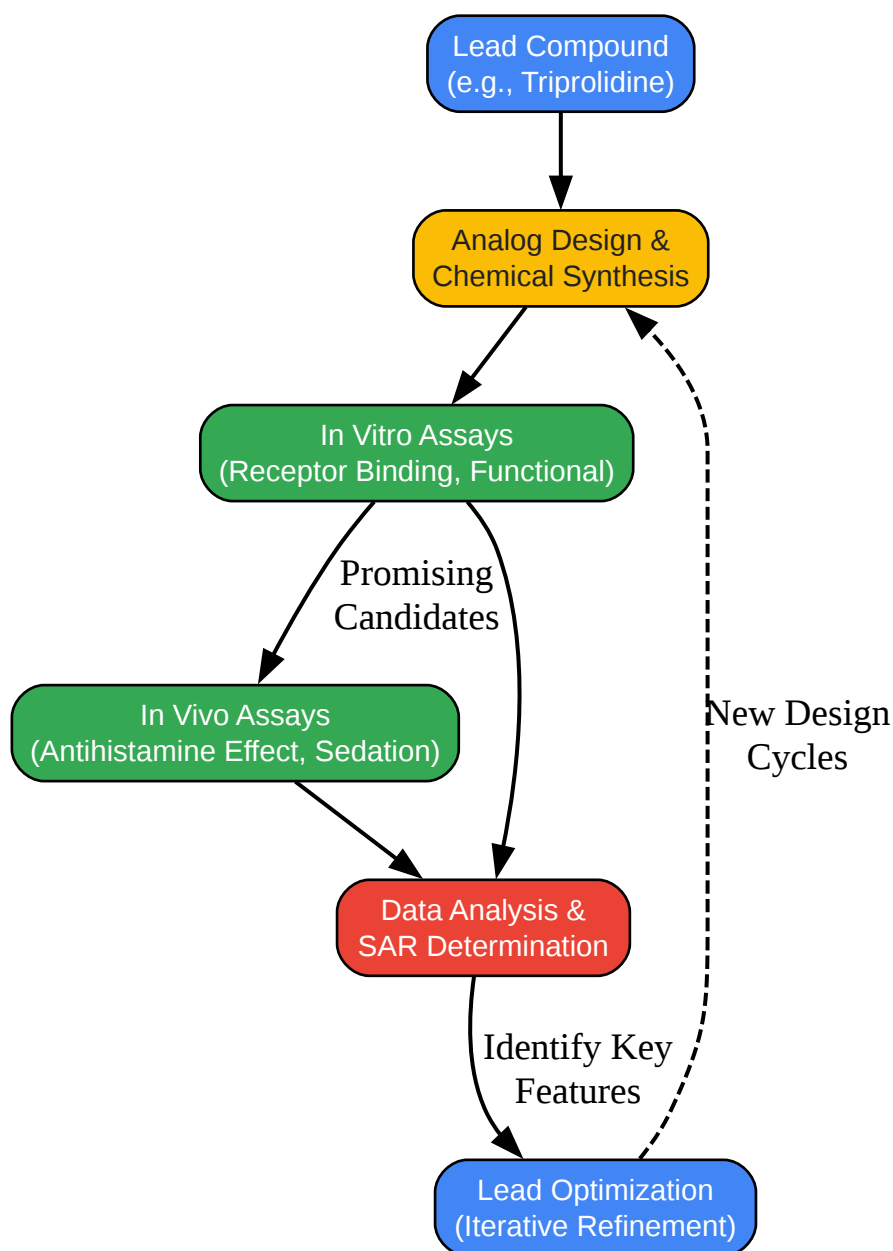 Lead Compound
(e.g., Triprolidine)
Analog Design &
Chemical Synthesis
In Vitro Assays
(Receptor Binding, Functional)
Promising
Candidates
In Vivo Assays
(Antihistamine Effect, Sedation)
New Design
Cycles
Data Analysis &
SAR Determination
Identify Key
Features
Lead Optimization
(Iterative Refinement)